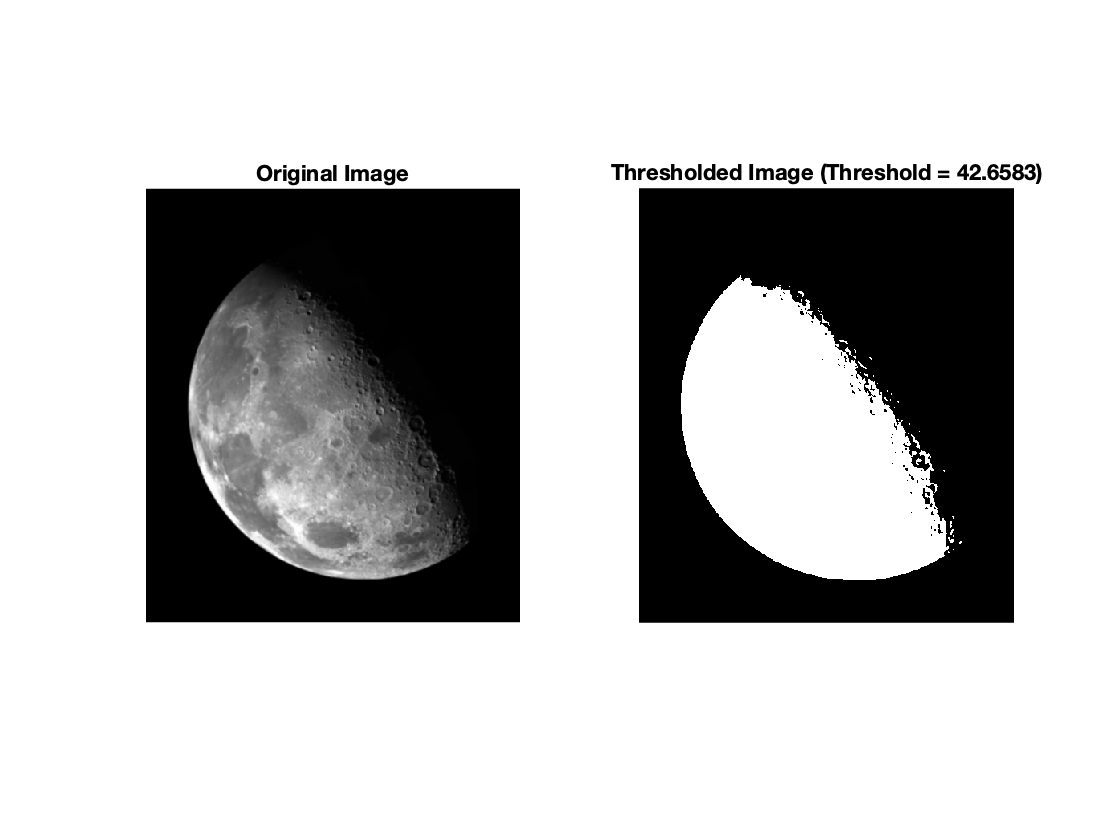 Original Image
Thresholded Image (Threshold = 42.6583)